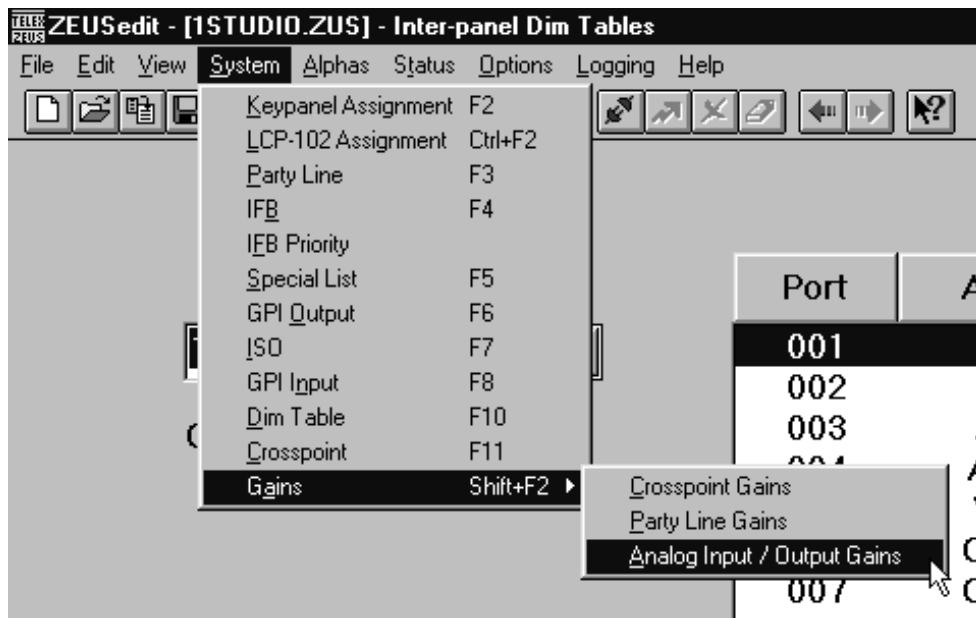 TELEX ZEUS ZEUSedit - [1STUDIO.ZUS] - Inter-panel Dim Tables
File Edit View System Alphas Status Options Logging Help
Keypanel Assignment F2
LCP-102 Assignment Ctrl+F2
Party Line F3
IFB F4
IFB Priority
Special List F5
GPI Output F6
ISO F7
GPI Input F8
Dim Table F10
Crosspoint F11
Gains Shift+F2
Crosspoint Gains
Party Line Gains
Analog Input / Output Gains
Port
001
002
003
007